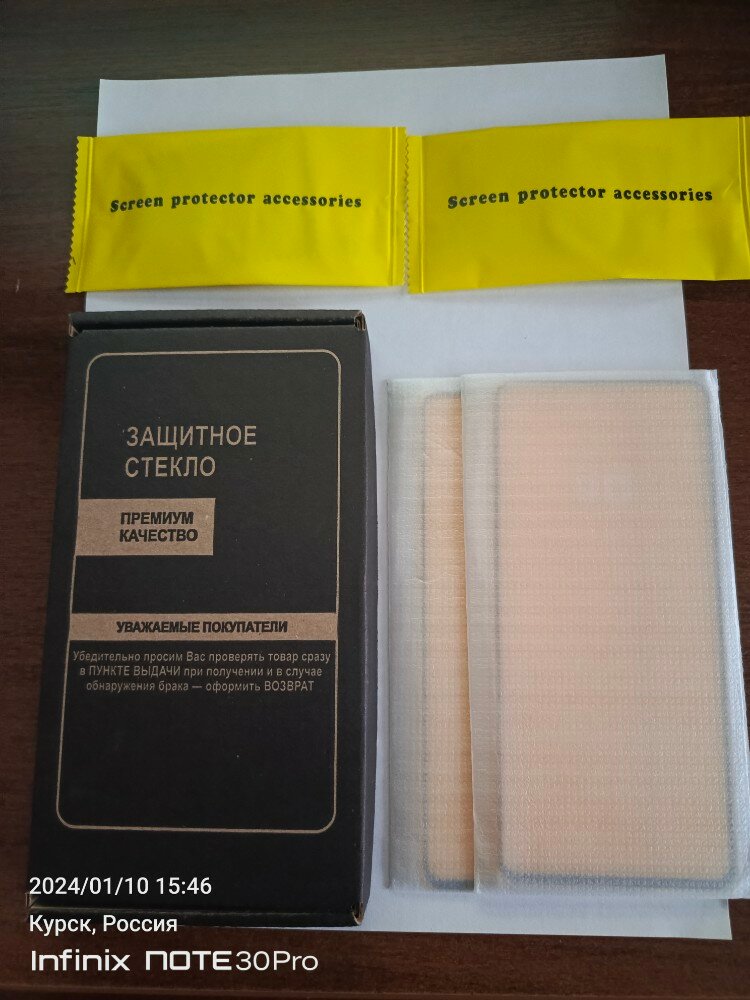 Screen protector accessories
Screen protector accessories
ЗАЩИТНОЕ
СТЕКЛО
ПРЕМИУМ
КАЧЕСТВО
УВАЖАЕМЫЕ ПОКУПАТЕЛИ
Убедительно просим Вас проверять товар сразу
в ПУНКТЕ ВЫДАЧИ при получении и в случае
обнаружения брака — оформить ВОЗВРАТ
2024/01/10 15:46
Курск, Россия
Infinix NOTE30Pro